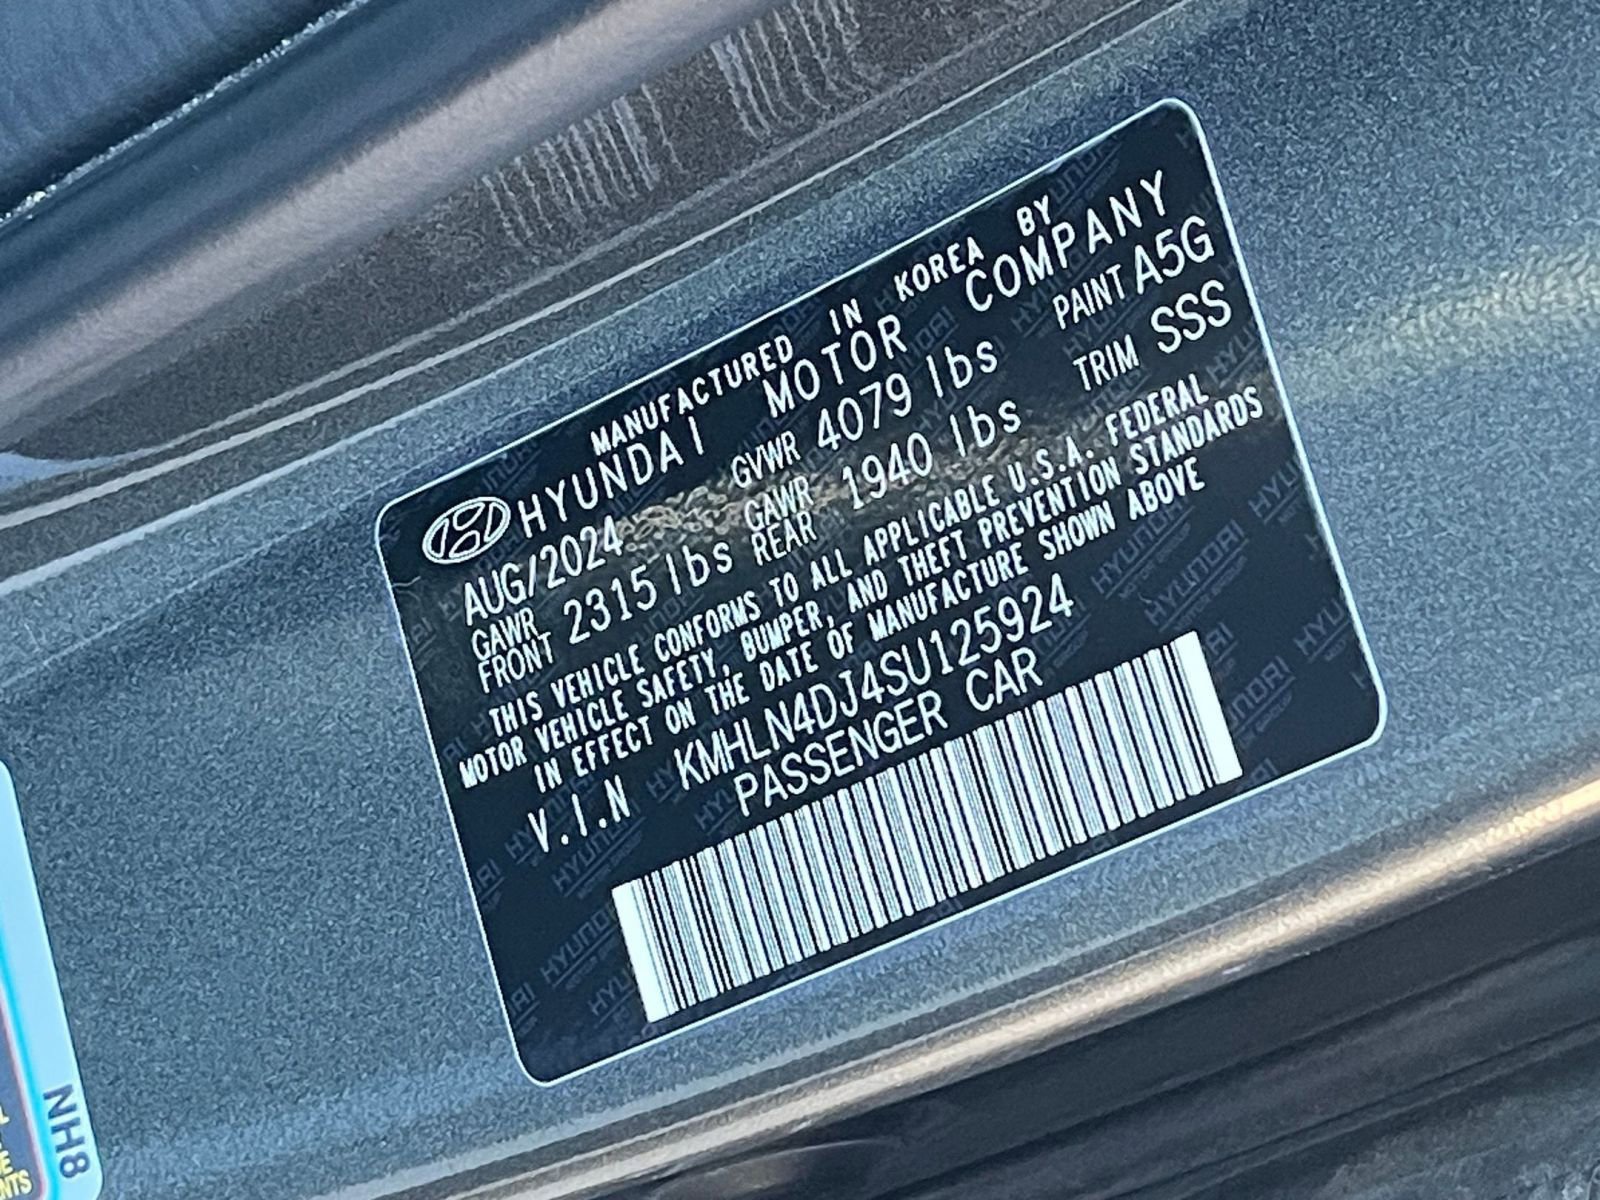 MANUFACTURED IN KOREA BY
HYUNDAI MOTOR COMPANY
AUG/2024 GVWR 4079 lbs PAINT A5G
GAWR FRONT 2315 lbs GAWR REAR 1940 lbs TRIM SSS
THIS VEHICLE CONFORMS TO ALL APPLICABLE U.S.A. FEDERAL
MOTOR VEHICLE SAFETY, BUMPER, AND THEFT PREVENTION STANDARDS
IN EFFECT ON THE DATE OF MANUFACTURE SHOWN ABOVE
V.I.N KMHLN4DJ4SU125924
PASSENGER CAR
NH8